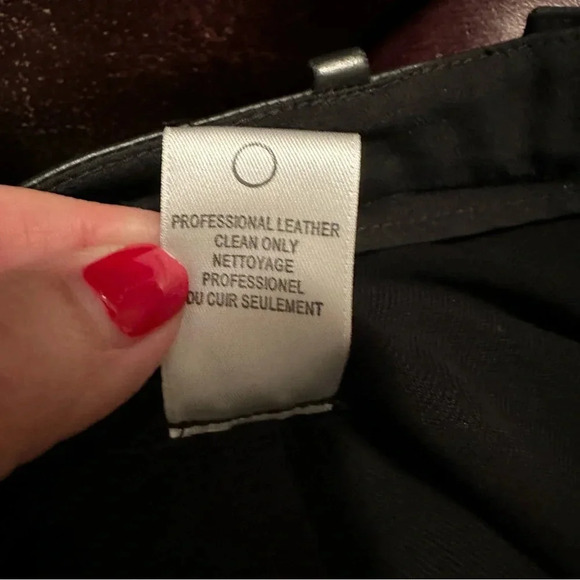 PROFESSIONAL LEATHER
CLEAN ONLY
NETTOYAGE
PROFESSIONEL
DU CUIR SEULEMENT